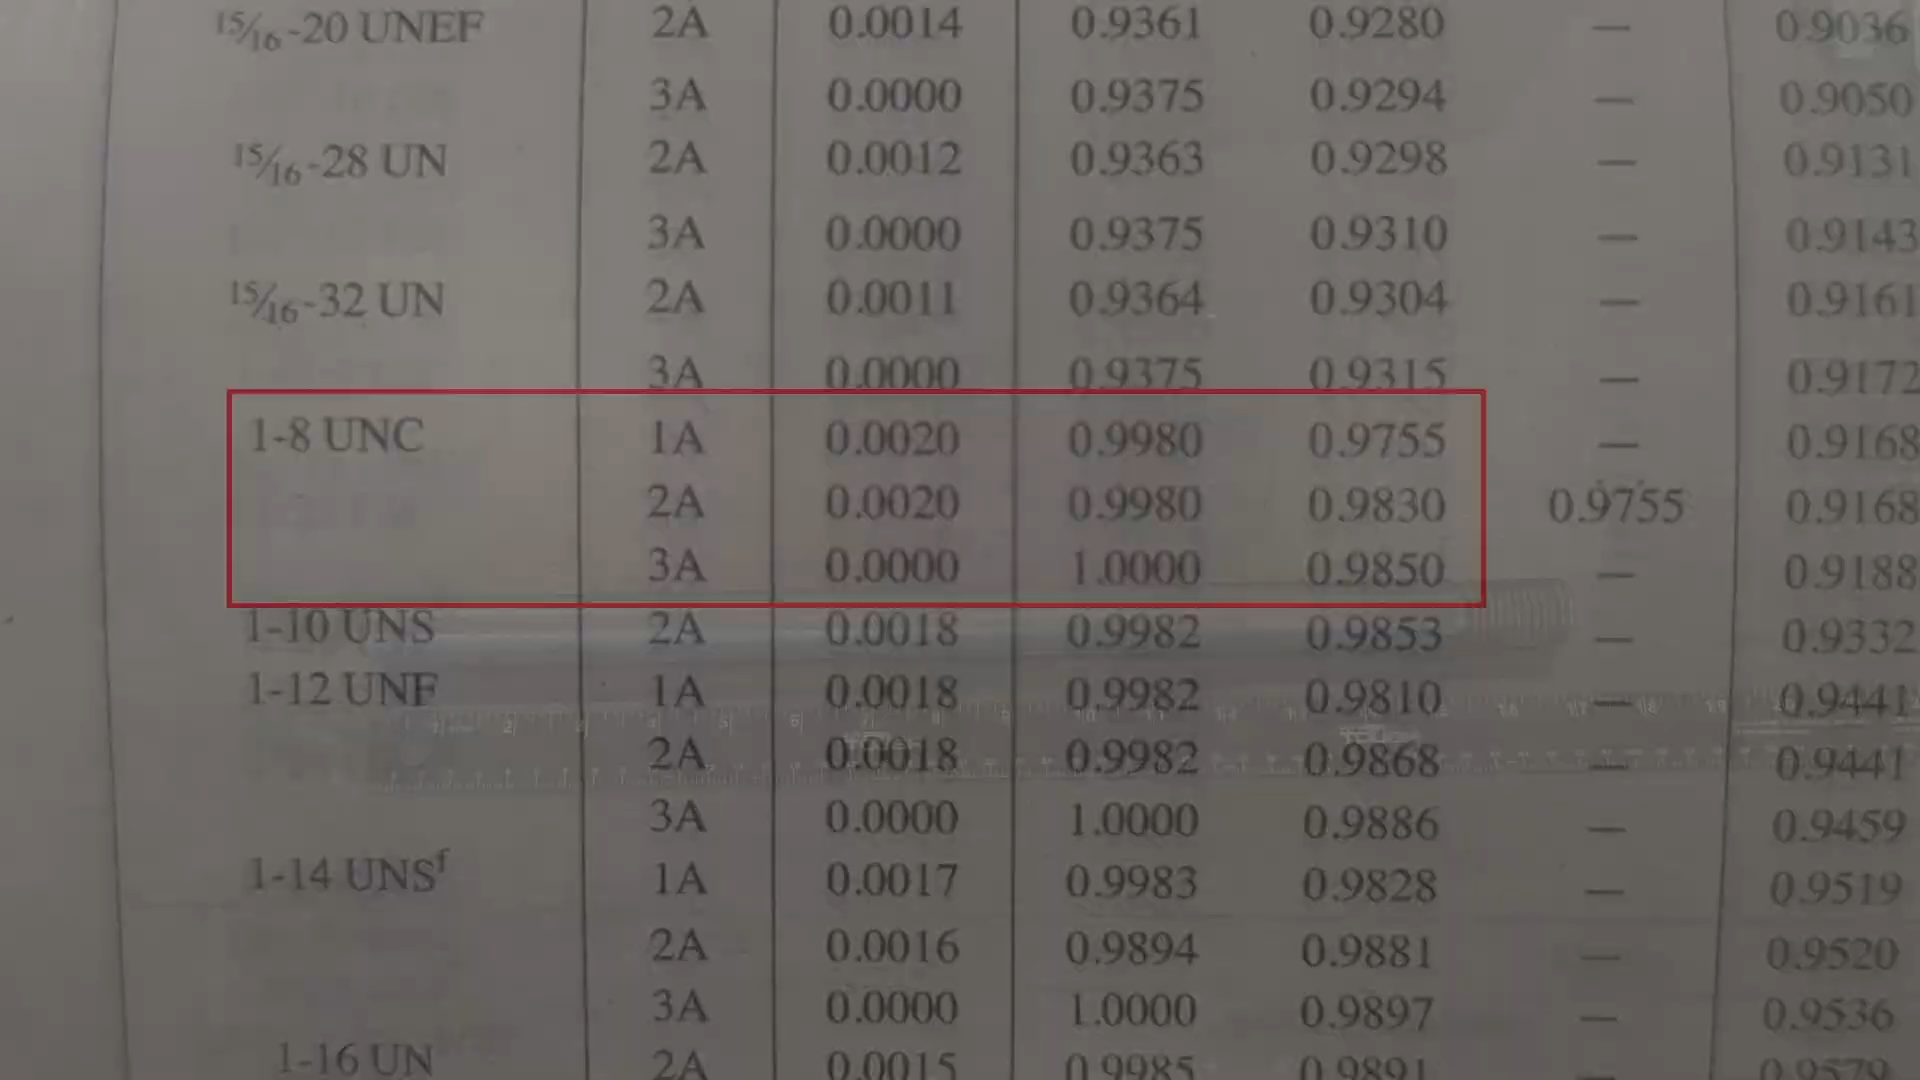 15/16-20 UNEF 2A 0.0014 0.9361 0.9280 — 0.9036
3A 0.0000 0.9375 0.9294 — 0.9050
15/16-28 UN 2A 0.0012 0.9363 0.9298 — 0.9131
3A 0.0000 0.9375 0.9310 — 0.9143
15/16-32 UN 2A 0.0011 0.9364 0.9304 — 0.9161
3A 0.0000 0.9375 0.9315 — 0.9172
1-8 UNC 1A 0.0020 0.9980 0.9755 — 0.9168
2A 0.0020 0.9980 0.9830 0.9755 0.9168
3A 0.0000 1.0000 0.9850 — 0.9188
1-10 UNS 2A 0.0018 0.9982 0.9853 — 0.9332
1-12 UNF 1A 0.0018 0.9982 0.9810 — 0.9441
2A 0.0018 0.9982 0.9868 — 0.9441
3A 0.0000 1.0000 0.9886 — 0.9459
1-14 UNSf 1A 0.0017 0.9983 0.9828 — 0.9519
2A 0.0016 0.9894 0.9881 — 0.9520
3A 0.0000 1.0000 0.9897 — 0.9536
1-16 UN 2A 0.0015 0.9985 0.9891 — 0.9579